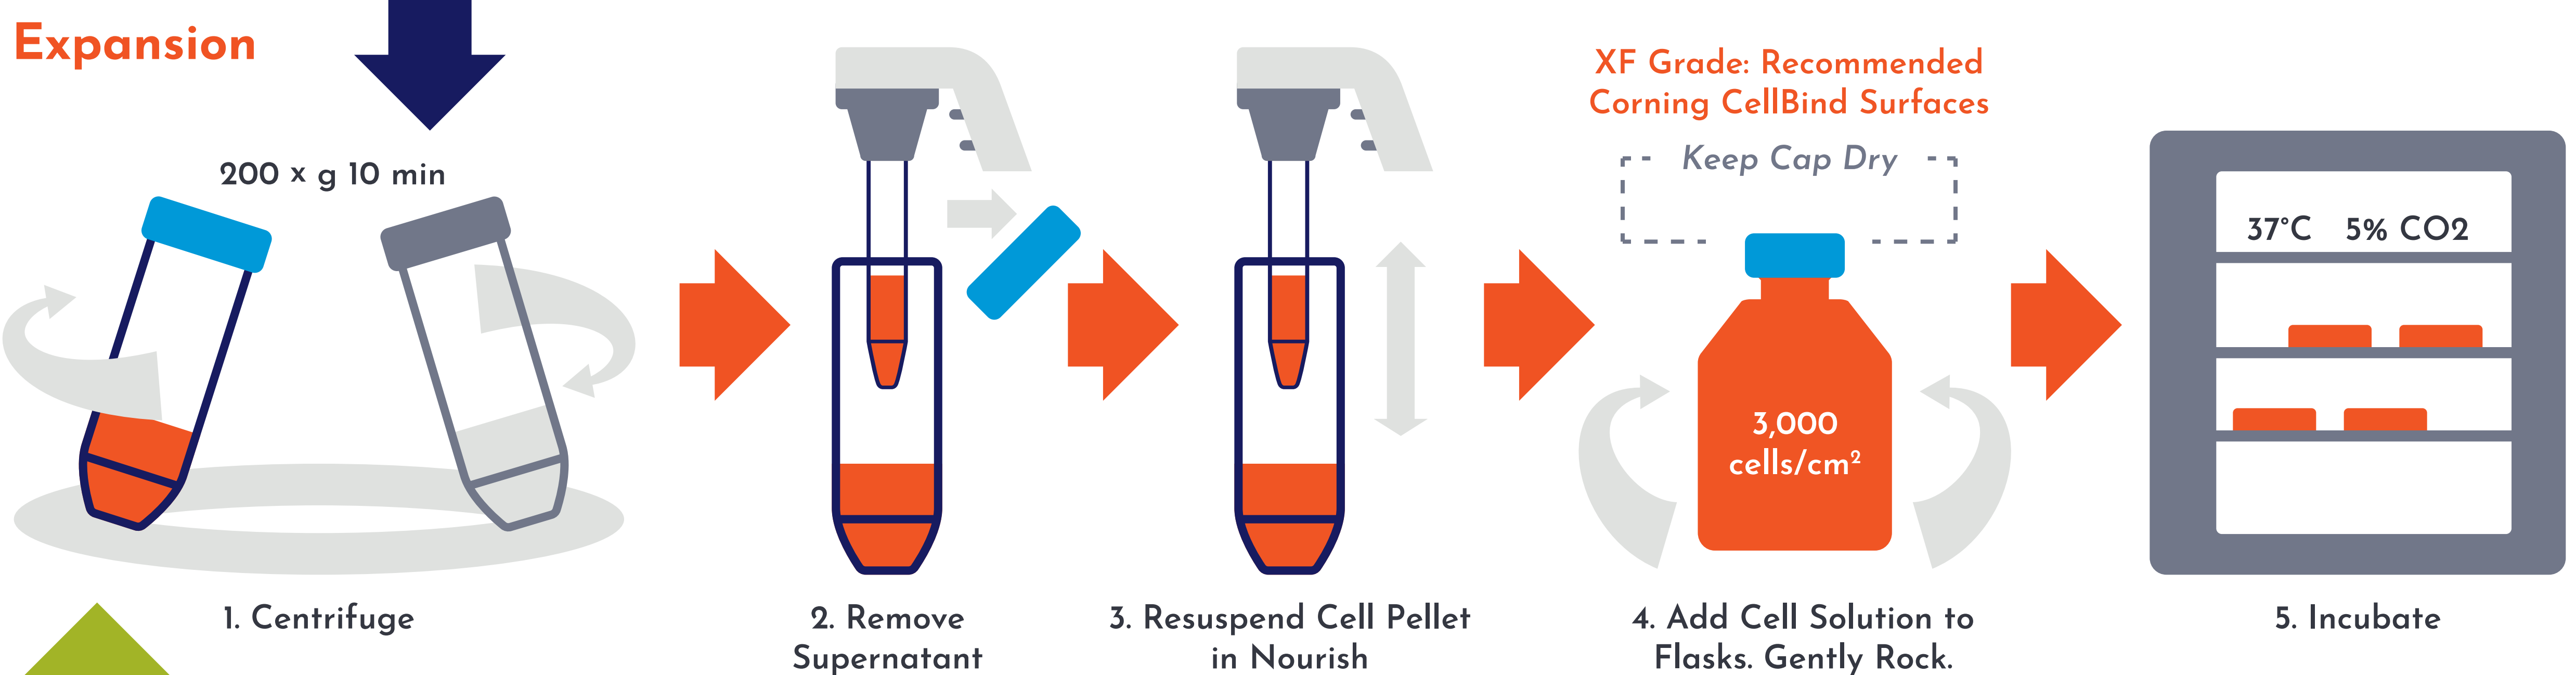 Expansion
200 x g 10 min
1. Centrifuge
2. Remove
Supernatant
3. Resuspend Cell Pellet
in Nourish
XF Grade: Recommended
Corning CellBind Surfaces
Keep Cap Dry
3,000
cells/cm²
4. Add Cell Solution to
Flasks. Gently Rock.
37°C 5% CO2
5. Incubate